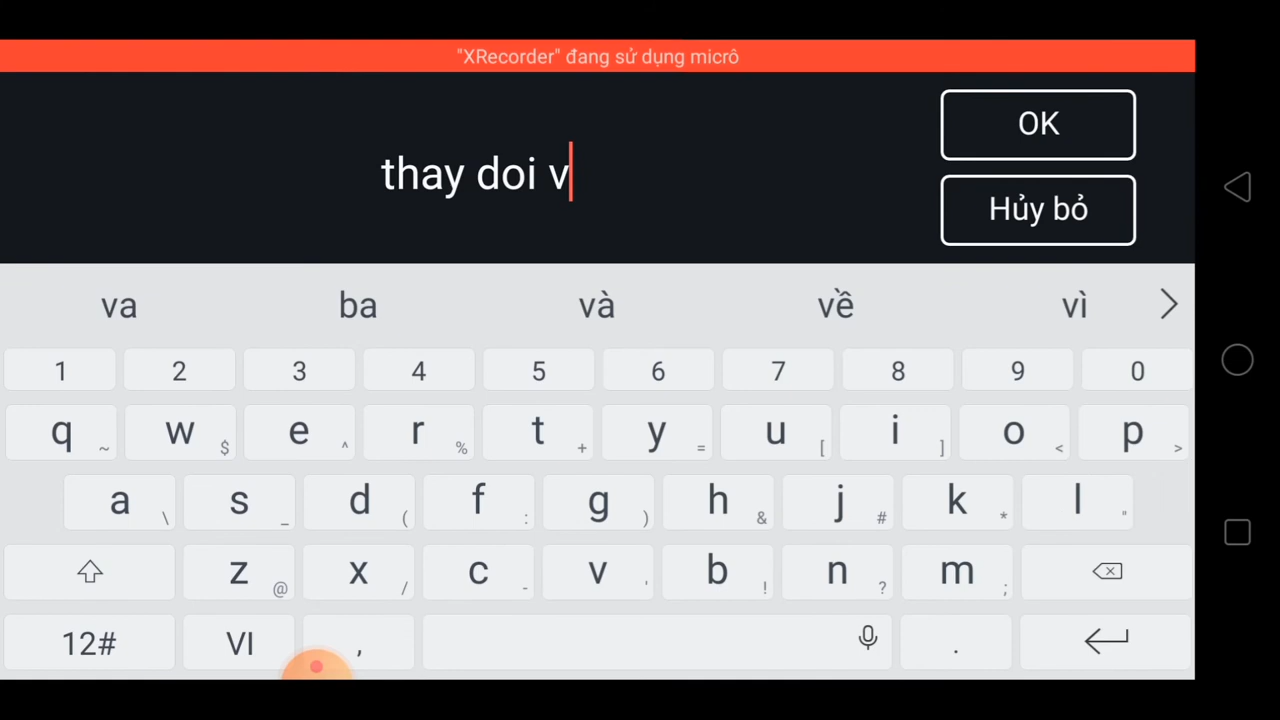 "XRecorder" đang sử dụng micrô
thay doi v
OK
Hủy bỏ
va ba và về vì
1 2 3 4 5 6 7 8 9 0
q ~ w $ e ^ r % t + y = u [ i ] o < p >
a \ s _ d ( f : g ) h & j # k * l "
z @ x / c - v ' b ! n ? m ;
12# VI , .